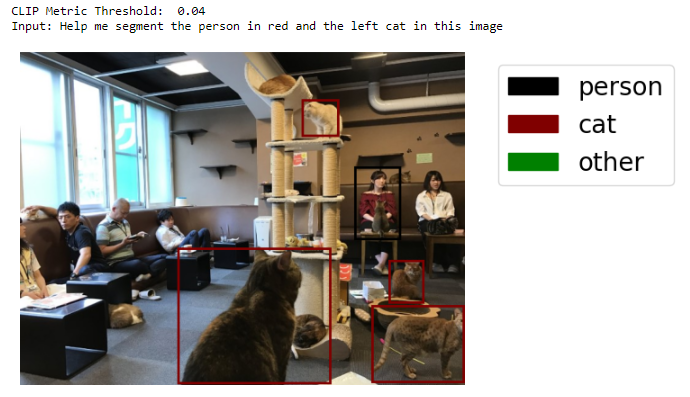 CLIP Metric Threshold:  0.04
Input: Help me segment the person in red and the left cat in this image
person
cat
other